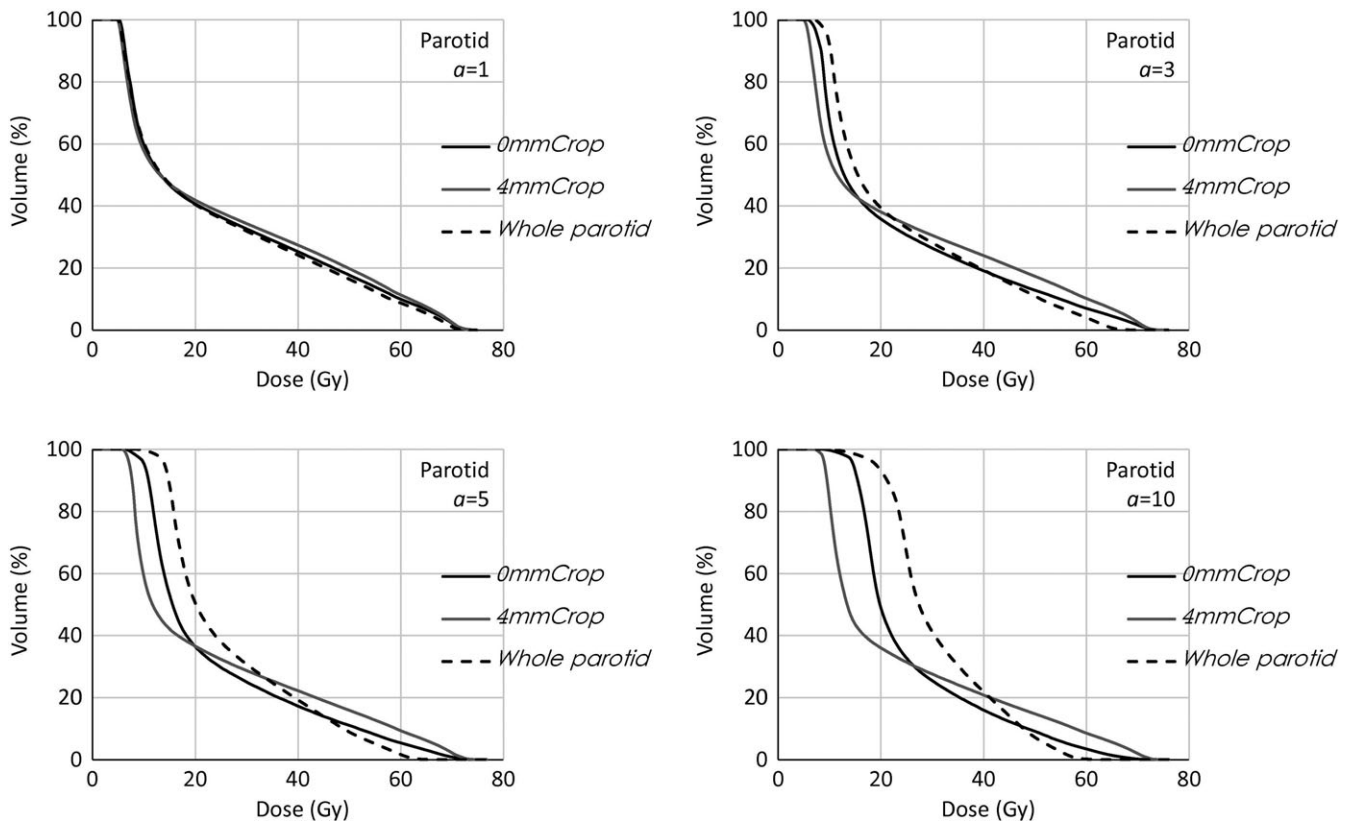 100
80
60
40
20
0
Volume (%)
0 20 40 60 80
Dose (Gy)
Parotid
a=1
0mmCrop
4mmCrop
Whole parotid
100
80
60
40
20
0
Volume (%)
0 20 40 60 80
Dose (Gy)
Parotid
a=3
0mmCrop
4mmCrop
Whole parotid
100
80
60
40
20
0
Volume (%)
0 20 40 60 80
Dose (Gy)
Parotid
a=5
0mmCrop
4mmCrop
Whole parotid
100
80
60
40
20
0
Volume (%)
0 20 40 60 80
Dose (Gy)
Parotid
a=10
0mmCrop
4mmCrop
Whole parotid